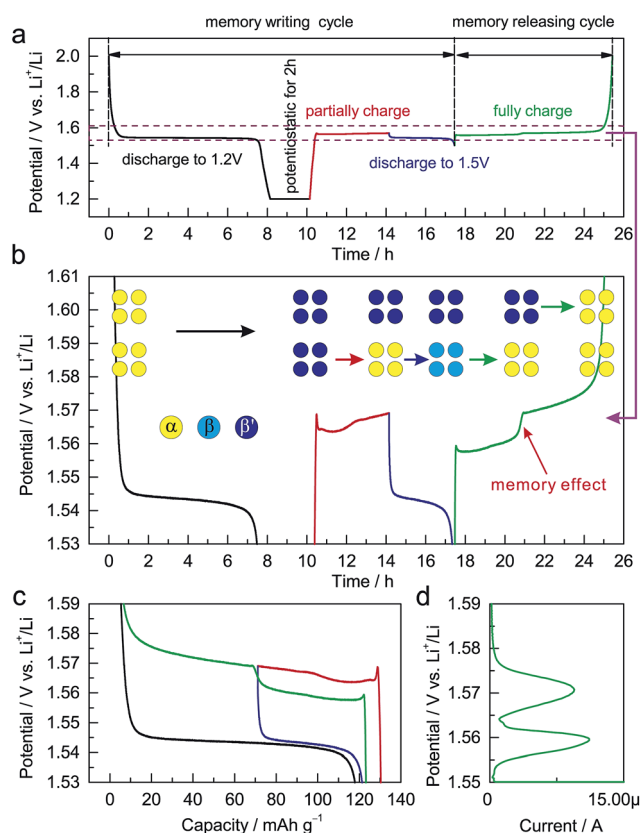 memory writing cycle
memory releasing cycle
a
Potential / V vs. Li⁺/Li
2.0
1.8
1.6
1.4
1.2
potentiostatic for 2h
partially charge
fully charge
discharge to 1.2V
discharge to 1.5V
0 2 4 6 8 10 12 14 16 18 20 22 24 26
Time / h
b
Potential / V vs. Li⁺/Li
1.61
1.60
1.59
1.58
1.57
1.56
1.55
1.54
1.53
α β β'
memory effect
0 2 4 6 8 10 12 14 16 18 20 22 24 26
Time / h
c
Potential / V vs. Li⁺/Li
1.59
1.58
1.57
1.56
1.55
1.54
1.53
0 20 40 60 80 100 120 140
Capacity / mAh g⁻¹
d
Potential / V vs. Li⁺/Li
1.59
1.58
1.57
1.56
1.55
0 15.00μ
Current / A